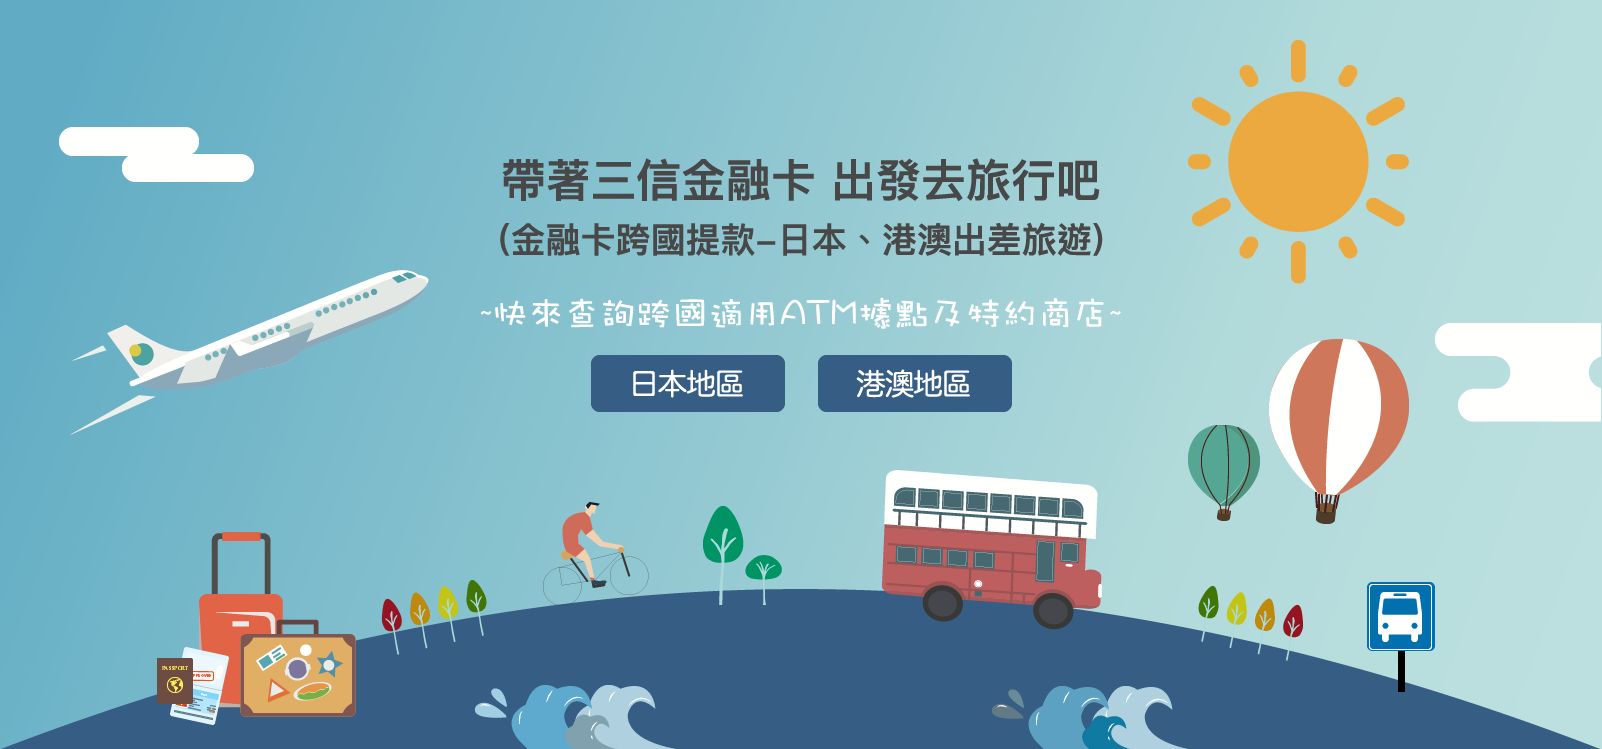 帶著三信金融卡 出發去旅行吧
(金融卡跨國提款–日本、港澳出差旅遊)
~快來查詢跨國適用ATM據點及特約商店~
日本地區
港澳地區
PASSPORT